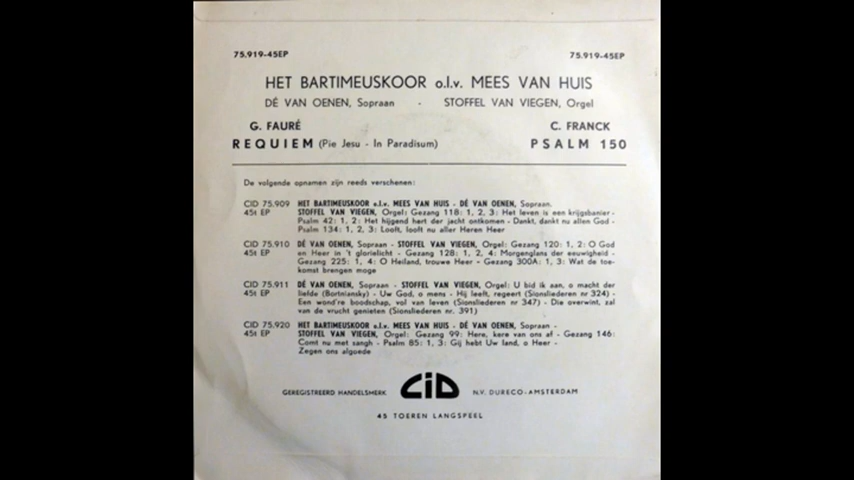 75.919-45EP 75.919-45EP
HET BARTIMEUSKOOR o.l.v. MEES VAN HUIS
DÉ VAN OENEN, Sopraan - STOFFEL VAN VIEGEN, Orgel
G. FAURÉ C. FRANCK
REQUIEM (Pie Jesu - In Paradisum) PSALM 150
De volgende opnamen zijn reeds verschenen:
CID 75.909 HET BARTIMEUSKOOR o.l.v. MEES VAN HUIS - DÉ VAN OENEN, Sopraan.
45t EP STOFFEL VAN VIEGEN, Orgel: Gezang 118: 1, 2, 3: Het leven is een krijgsbanier -
Psalm 42: 1, 2: Het hijgend hert der jacht ontkomen - Dankt, dankt nu allen God -
Psalm 134: 1, 2, 3: Looft, looft nu aller Heren Heer
CID 75.910 DÉ VAN OENEN, Sopraan - STOFFEL VAN VIEGEN, Orgel: Gezang 120: 1, 2: O God
45t EP en Heer in 't glorielicht - Gezang 128: 1, 2, 4: Morgenglans der eeuwigheid -
Gezang 225: 1, 4: O Heiland, trouwe Heer - Gezang 300A: 1, 3: Wat de toe-
komst brengen moge
CID 75.911 DÉ VAN OENEN, Sopraan - STOFFEL VAN VIEGEN, Orgel: U bid ik aan, o macht der
45t EP liefde (Bortniansky) - Uw God, o mens - Hij leeft, regeert (Sionsliederen nr 324) -
Een wond're boodschap, vol van leven (Sionsliederen nr 347) - Die overwint, zal
van de vrucht genieten (Sionsliederen nr. 391)
CID 75.920 HET BARTIMEUSKOOR o.l.v. MEES VAN HUIS - DÉ VAN OENEN, Sopraan -
45t EP STOFFEL VAN VIEGEN, Orgel: Gezang 99: Here, kere van ons af - Gezang 146:
Comt nu met sangh - Psalm 85: 1, 3: Gij hebt Uw land, o Heer -
Zegen ons algoede
GEREGISTREERD HANDELSMERK CID N.V. DURECO-AMSTERDAM
45 TOEREN LANGSPEEL